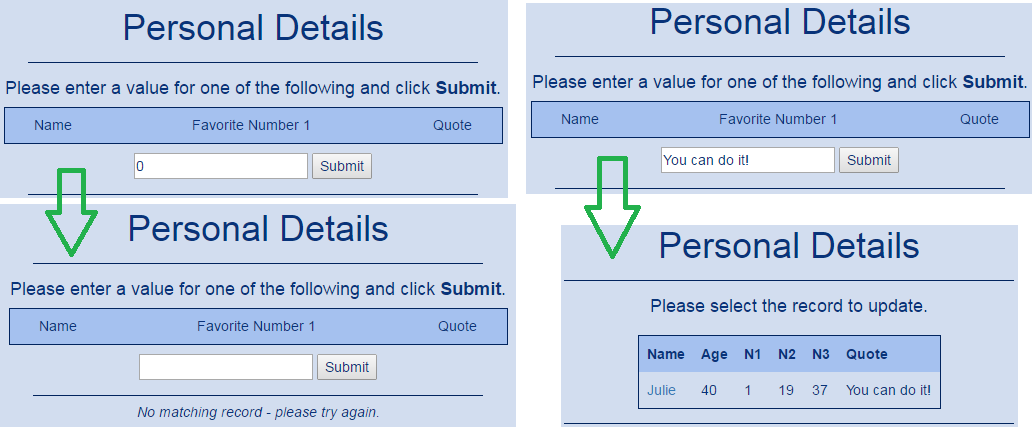 Personal Details
Please enter a value for one of the following and click Submit.
Name Favorite Number 1 Quote
0 Submit
Personal Details
Please enter a value for one of the following and click Submit.
Name Favorite Number 1 Quote
Submit
No matching record - please try again.
Personal Details
Please enter a value for one of the following and click Submit.
Name Favorite Number 1 Quote
You can do it! Submit
Personal Details
Please select the record to update.
Name Age N1 N2 N3 Quote
Julie 40 1 19 37 You can do it!